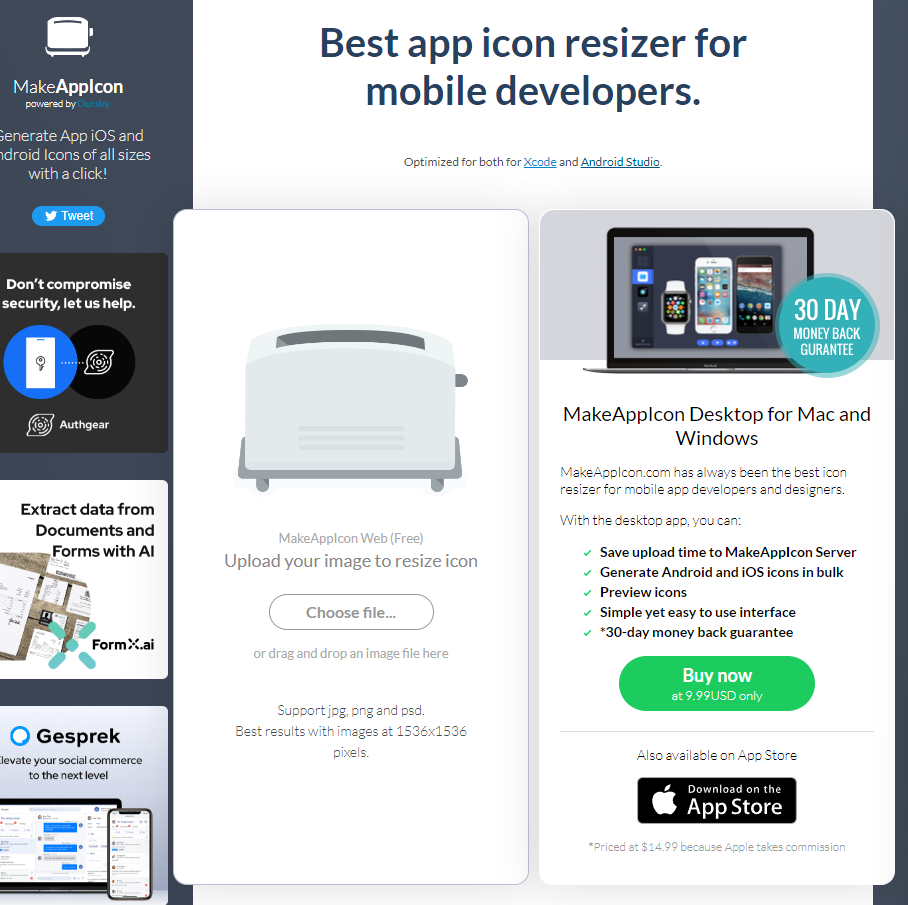 MakeAppIcon
powered by Oursky
Generate App iOS and
Android Icons of all sizes
with a click!
Tweet
Don't compromise
security, let us help.
Authgear
Extract data from
Documents and
Forms with AI
FormX.ai
Gesprek
Elevate your social commerce
to the next level
Best app icon resizer for
mobile developers.
Optimized for both for Xcode and Android Studio.
MakeAppIcon Web (Free)
Upload your image to resize icon
Choose file...
or drag and drop an image file here
Support jpg, png and psd.
Best results with images at 1536x1536
pixels.
30 DAY
MONEY BACK
GURANTEE
MakeAppIcon Desktop for Mac and
Windows
MakeAppIcon.com has always been the best icon
resizer for mobile app developers and designers.
With the desktop app, you can:
Save upload time to MakeAppIcon Server
Generate Android and iOS icons in bulk
Preview icons
Simple yet easy to use interface
*30-day money back guarantee
Buy now
at 9.99USD only
Also available on App Store
Download on the
App Store
*Priced at $14.99 because Apple takes commission